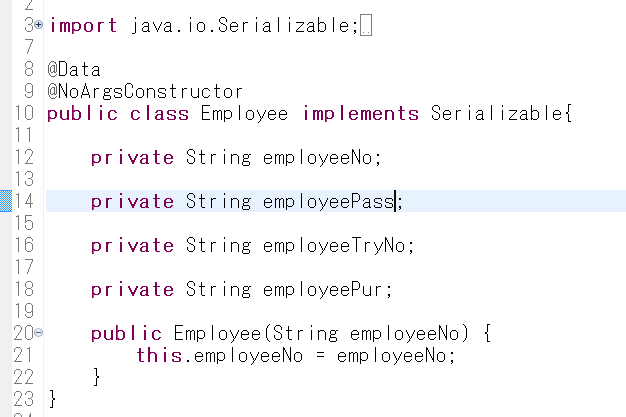 3 import java.io.Serializable;
7
8 @Data
9 @NoArgsConstructor
10 public class Employee implements Serializable{
11
12 private String employeeNo;
13
14 private String employeePass;
15
16 private String employeeTryNo;
17
18 private String employeePur;
19
20 public Employee(String employeeNo) {
21 this.employeeNo = employeeNo;
22 }
23 }